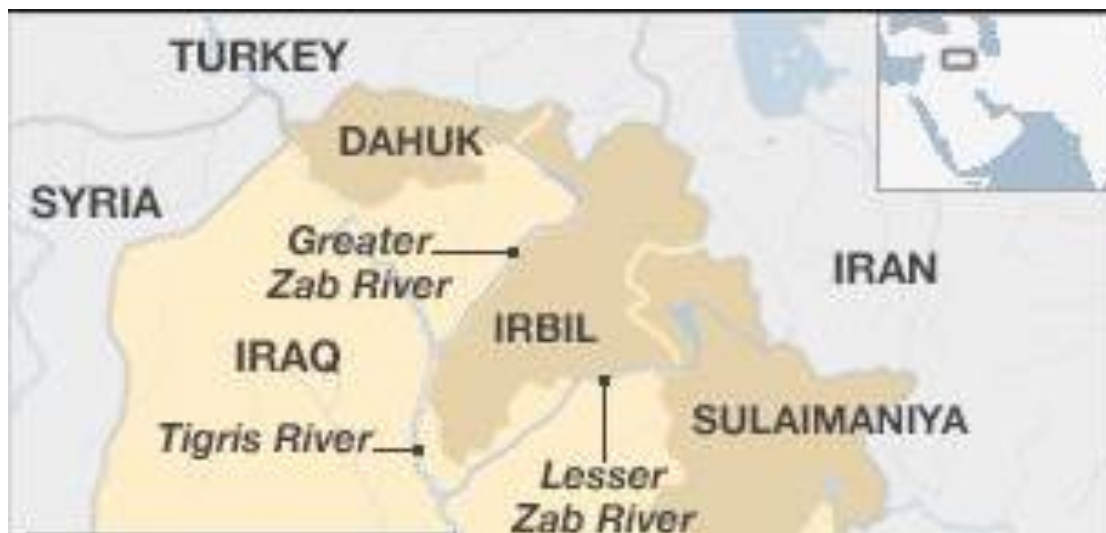 TURKEY
DAHUK
SYRIA
Greater
Zab River
IRAN
IRBIL
IRAQ
SULAIMANIYA
Tigris River
Lesser
Zab River